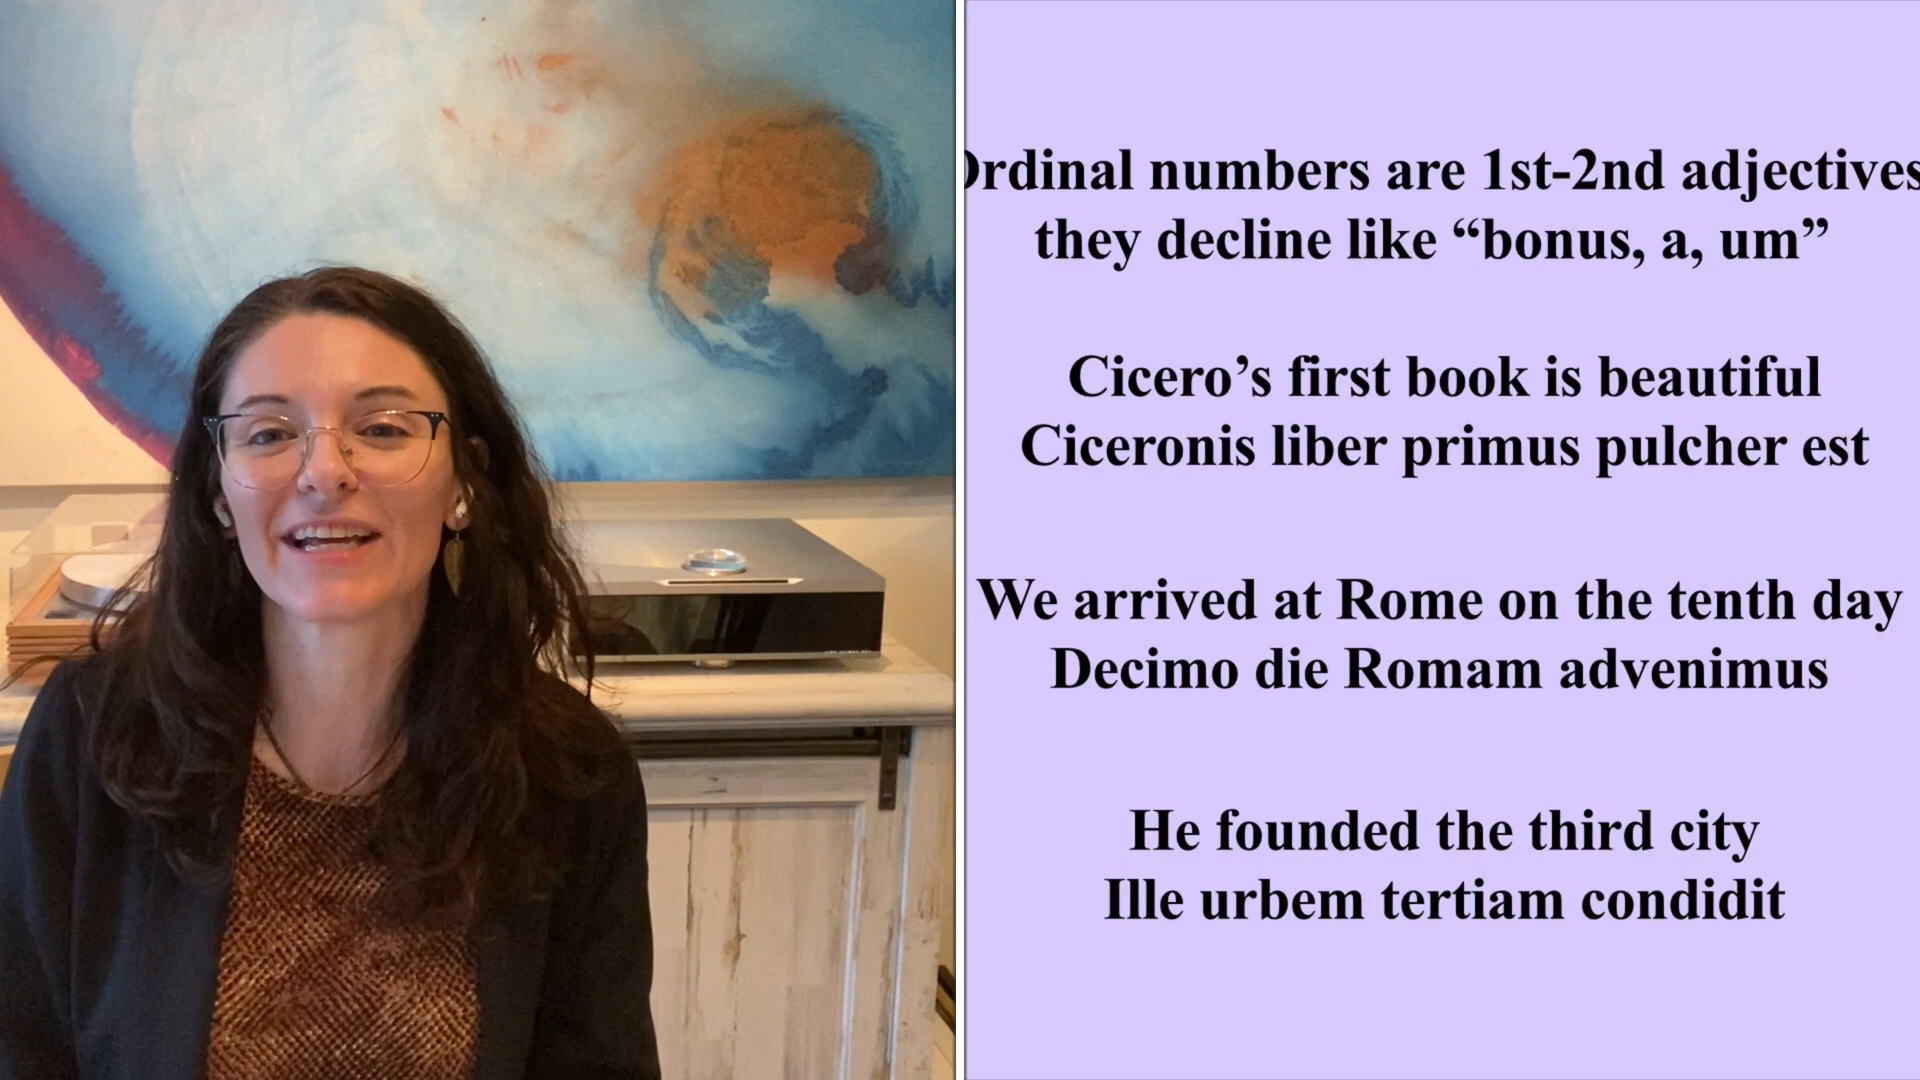 Ordinal numbers are 1st-2nd adjectives
they decline like “bonus, a, um”
Cicero’s first book is beautiful
Ciceronis liber primus pulcher est
We arrived at Rome on the tenth day
Decimo die Romam advenimus
He founded the third city
Ille urbem tertiam condidit